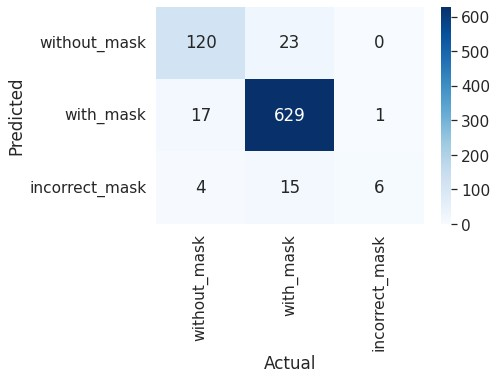 without_mask 120 23 0
with_mask 17 629 1
incorrect_mask 4 15 6
Predicted
without_mask
with_mask
incorrect_mask
Actual
600
500
400
300
200
100
0